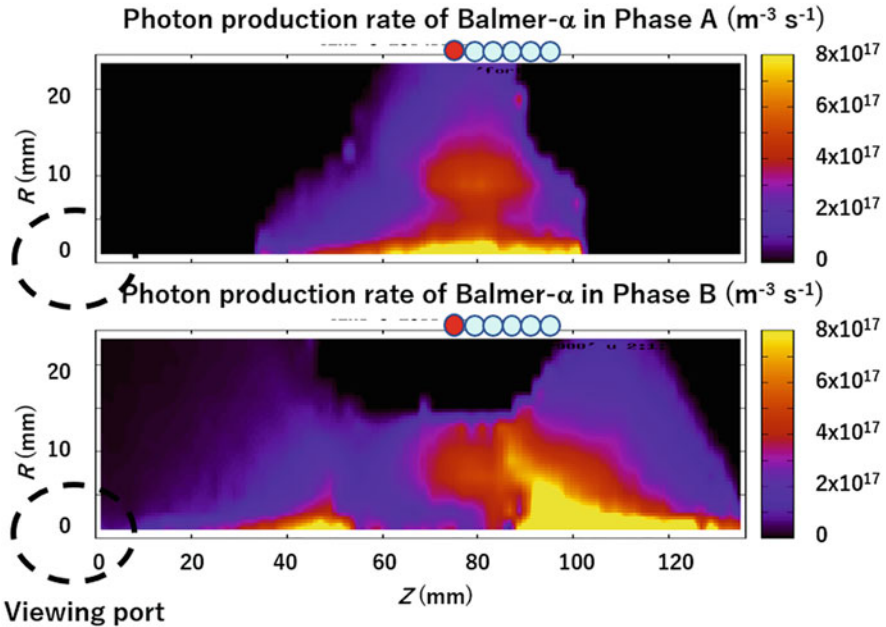 Photon production rate of Balmer-α in Phase A (m⁻³ s⁻¹)
8x10¹⁷
20
6x10¹⁷
R (mm)
10
4x10¹⁷
2x10¹⁷
0
0
Photon production rate of Balmer-α in Phase B (m⁻³ s⁻¹)
8x10¹⁷
20
6x10¹⁷
R (mm)
10
4x10¹⁷
2x10¹⁷
0
0
0 20 40 60 80 100 120
Z (mm)
Viewing port